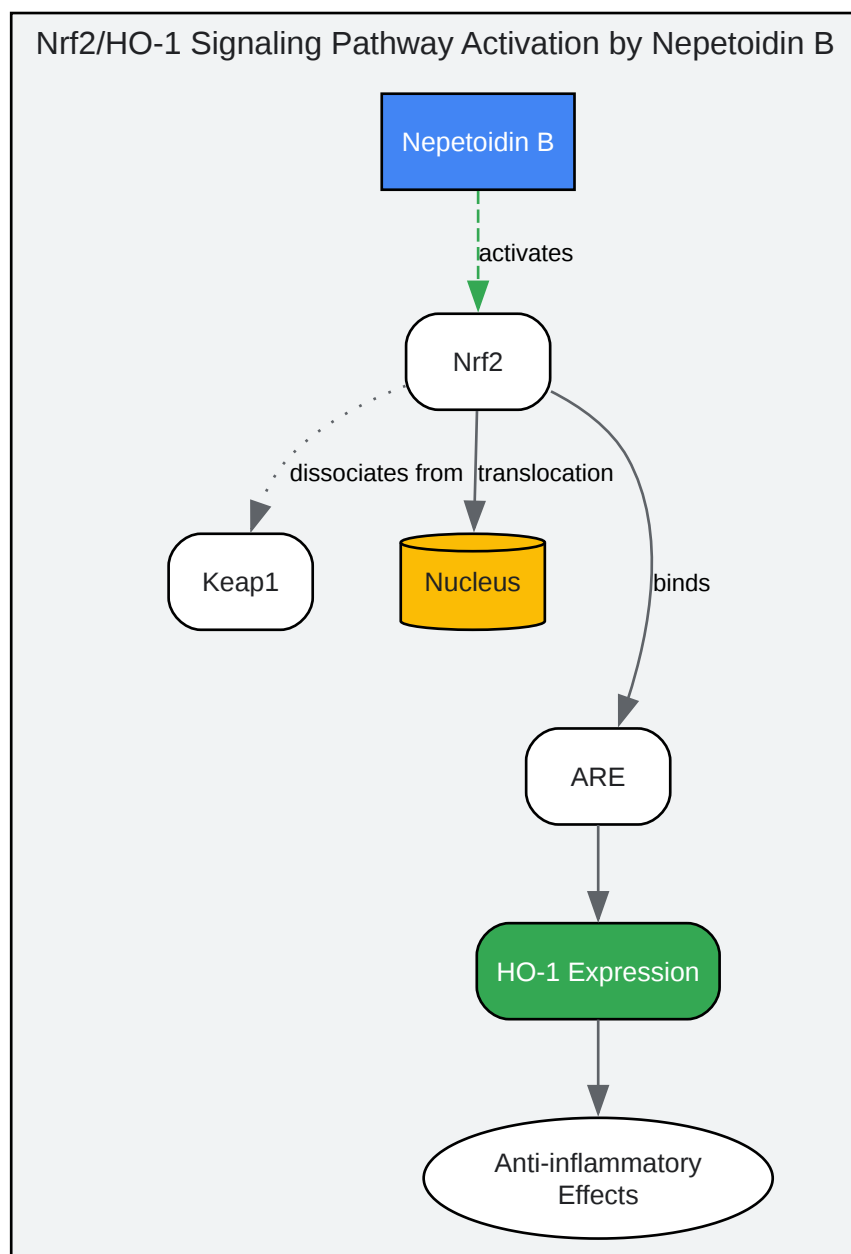 Nrf2/HO-1 Signaling Pathway Activation by Nepetoidin B
Nepetoidin B
activates
Nrf2
dissociates from
translocation
Keap1
Nucleus
binds
ARE
HO-1 Expression
Anti-inflammatory
Effects